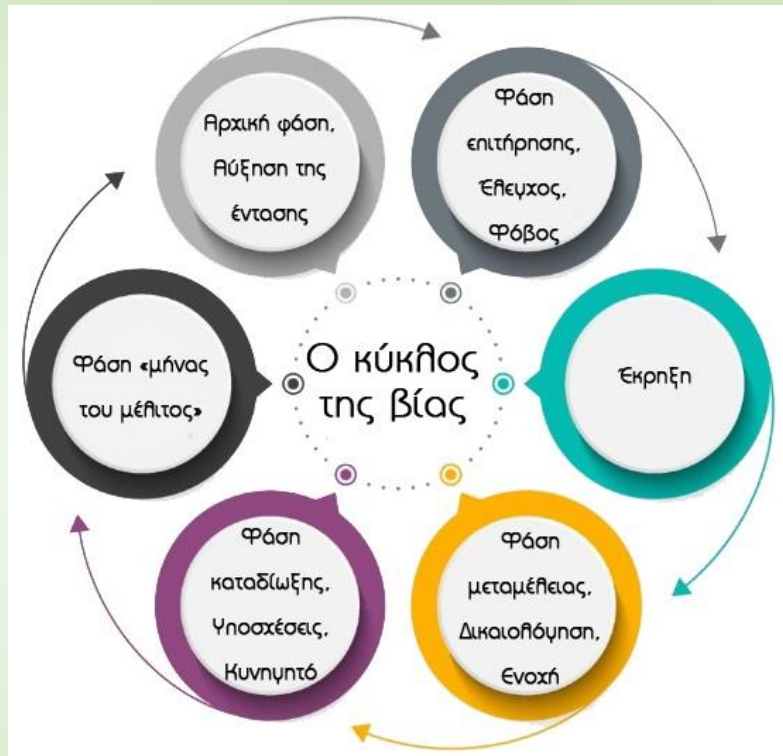 Αρχική φάση,
Αύξηση της
έντασης
Φάση
επιτήρησης,
Έλεγχος,
Φόβος
Έκρηξη
Φάση
μεταμέλειας,
Δικαιολόγηση,
Ενοχή
Φάση
καταδίωξης,
Υποσχέσεις,
Κυνηγητό
Φάση «μήνας
του μέλιτος»
Ο κύκλος
της βίας